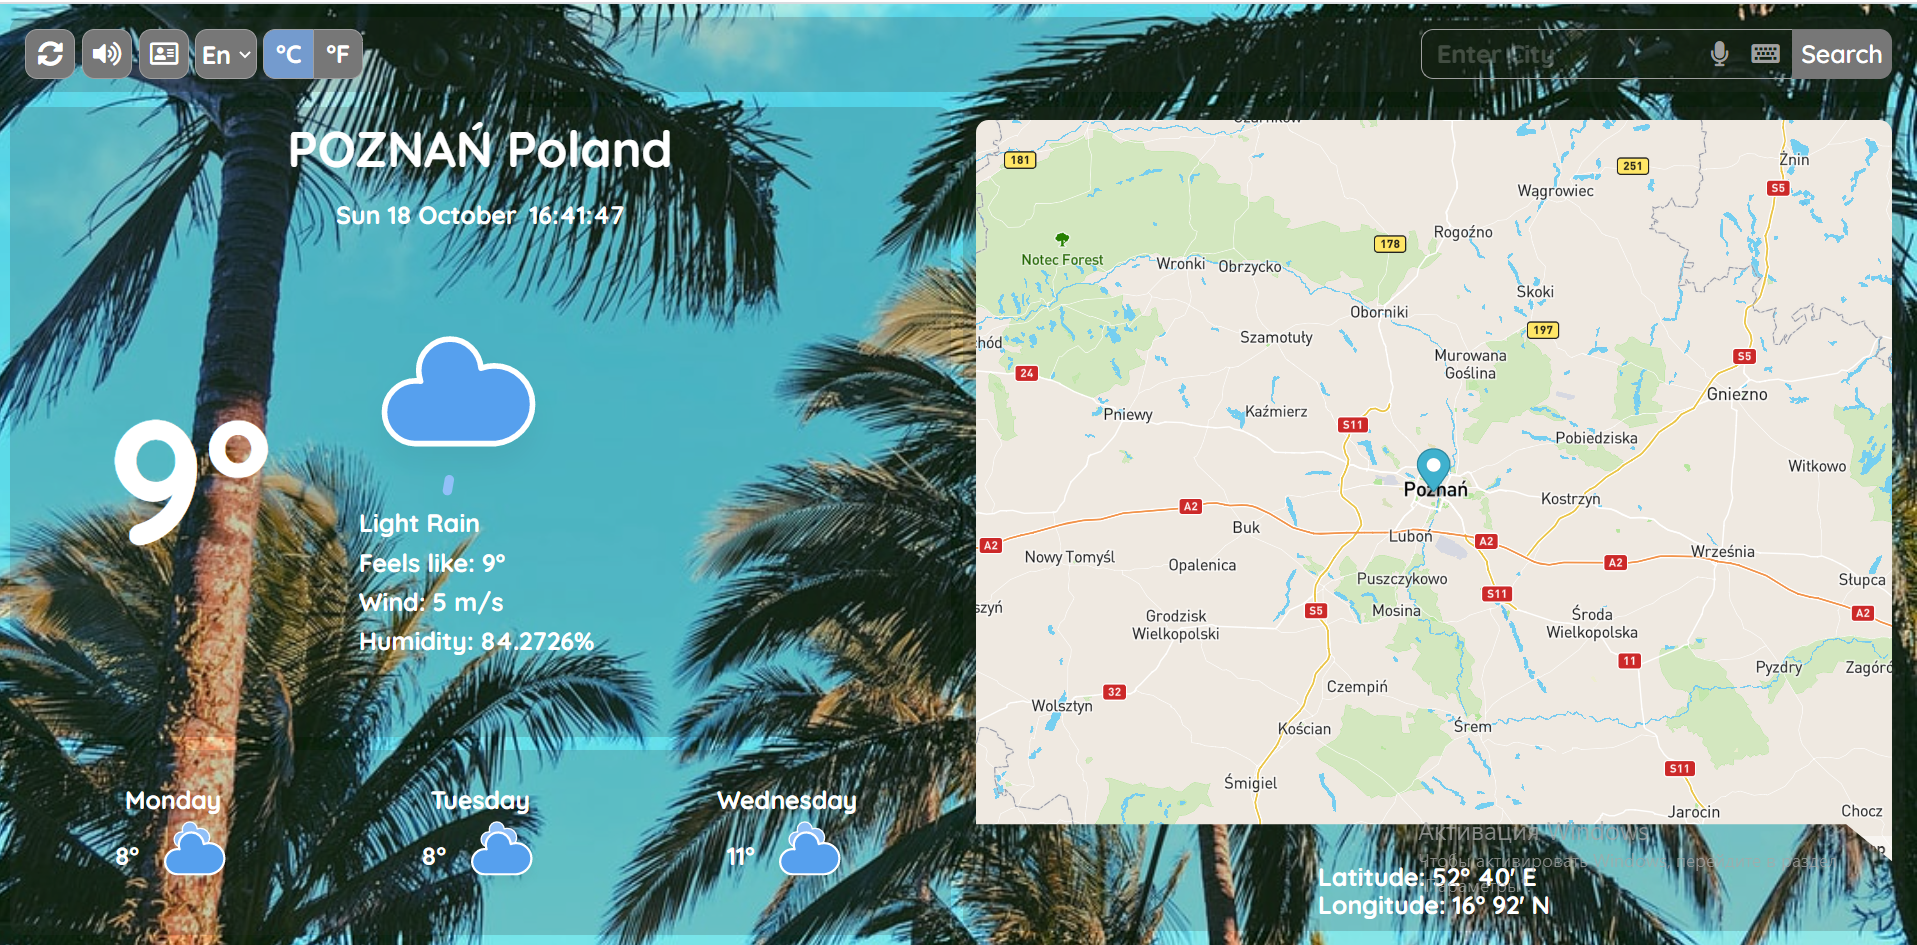 En
°C
°F
Enter City
Search
POZNAŃ Poland
Sun 18 October 16:41:47
9°
Light Rain
Feels like: 9°
Wind: 5 m/s
Humidity: 84.2726%
Monday
8°
Tuesday
8°
Wednesday
11°
181
251
Żnin
S5
Wągrowiec
Rogoźno
178
Notec Forest
Wronki
Obrzycko
Skoki
Oborniki
197
Szamotuły
Murowana
Goślina
S5
24
Gniezno
Pniewy
Kaźmierz
S11
Pobiedziska
Witkowo
Poznań
Kostrzyn
A2
Buk
Luboń
A2
A2
Nowy Tomyśl
Opalenica
A2
Września
Puszczykowo
Słupca
S11
S5
Mosina
Grodzisk
Wielkopolski
Środa
Wielkopolska
A2
11
Pyzdry
Czempiń
32
Wolsztyn
Kościan
Śrem
S11
Śmigiel
Jarocin
Chocz
Активация Windows
Чтобы активировать Windows, перейдите в раздел
"Параметры".
Latitude: 52° 40' E
Longitude: 16° 92' N